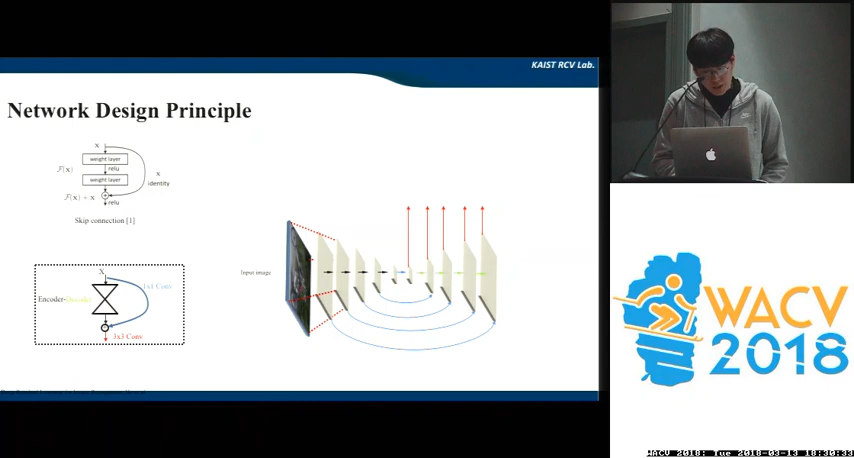 KAIST RCV Lab.
Network Design Principle
X
weight layer
F(x)
relu
weight layer
X
identity
F(x) + x
relu
Skip connection [1]
X
1x1 Conv
Encoder-Decoder
3x3 Conv
Input image
WACV
2018
WACV 2018: Tue 2018-03-13 18:30:33